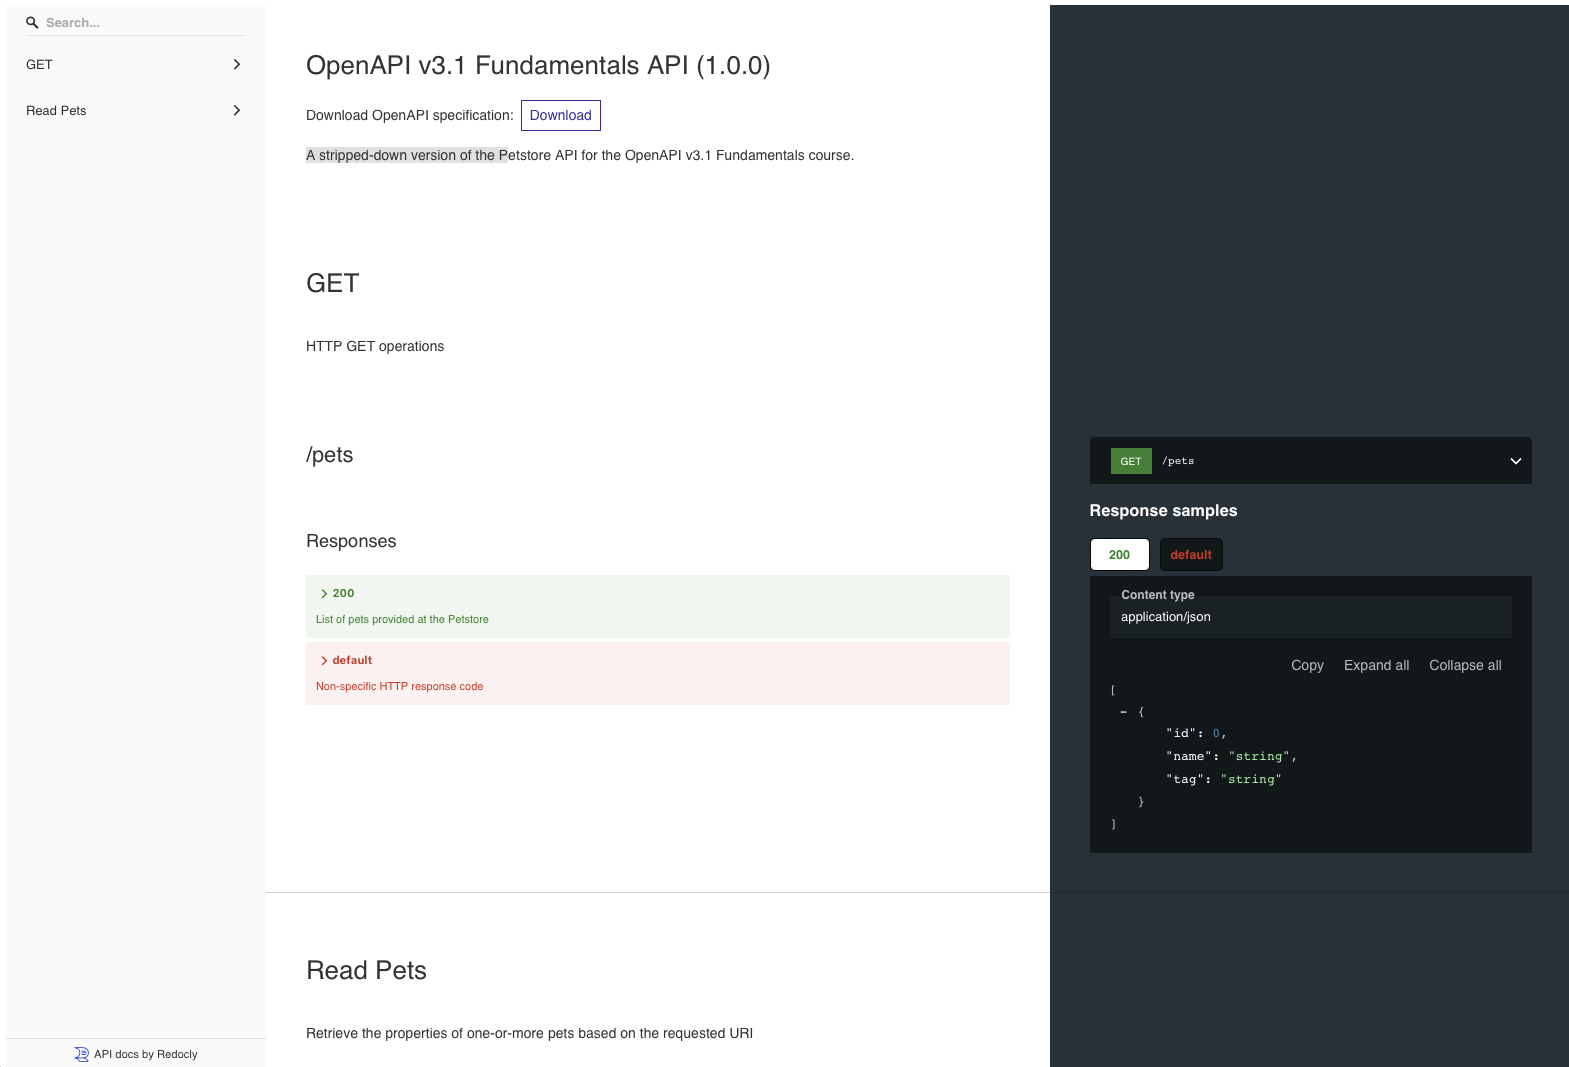 Search...
GET
Read Pets
API docs by Redocly
OpenAPI v3.1 Fundamentals API (1.0.0)
Download OpenAPI specification: Download
A stripped-down version of the Petstore API for the OpenAPI v3.1 Fundamentals course.
GET
HTTP GET operations
/pets
Responses
200
List of pets provided at the Petstore
default
Non-specific HTTP response code
Read Pets
Retrieve the properties of one-or-more pets based on the requested URI
GET /pets
Response samples
200 default
Content type
application/json
Copy Expand all Collapse all
[
- {
"id": 0,
"name": "string",
"tag": "string"
}
]